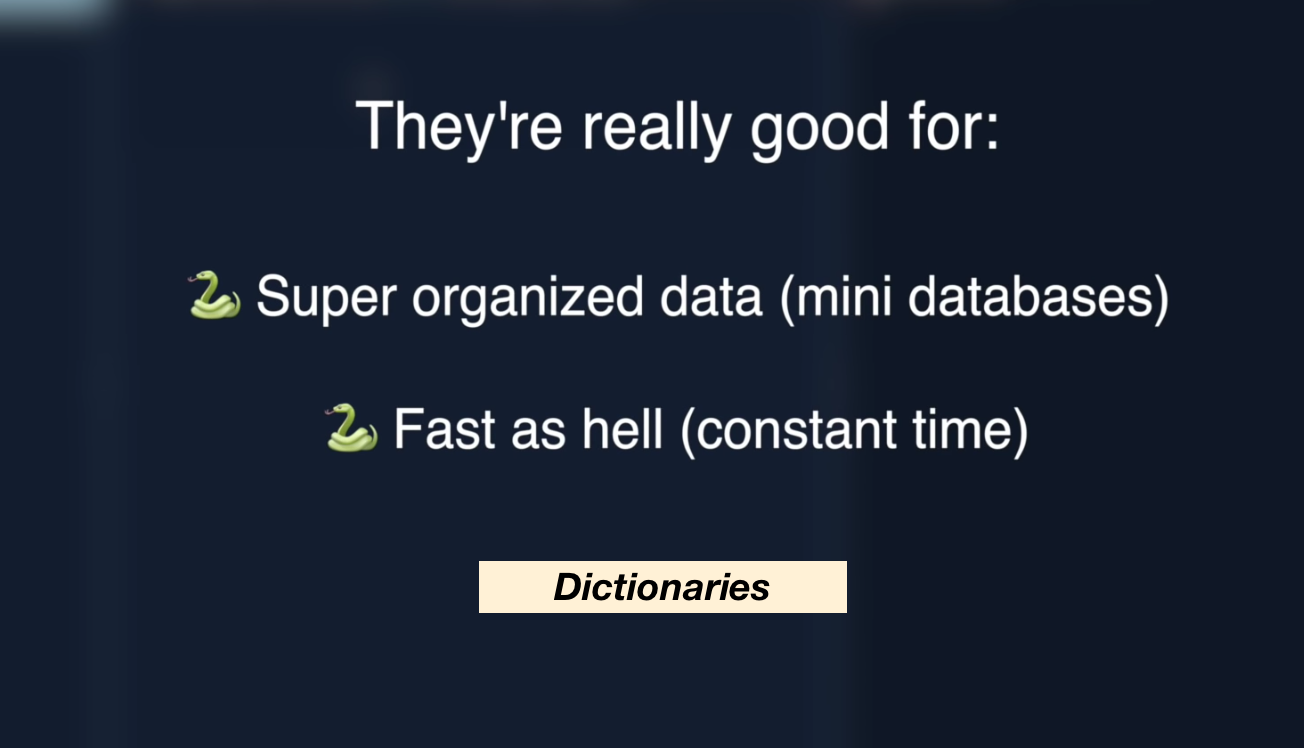 They're really good for:
🐍 Super organized data (mini databases)
🐍 Fast as hell (constant time)
Dictionaries